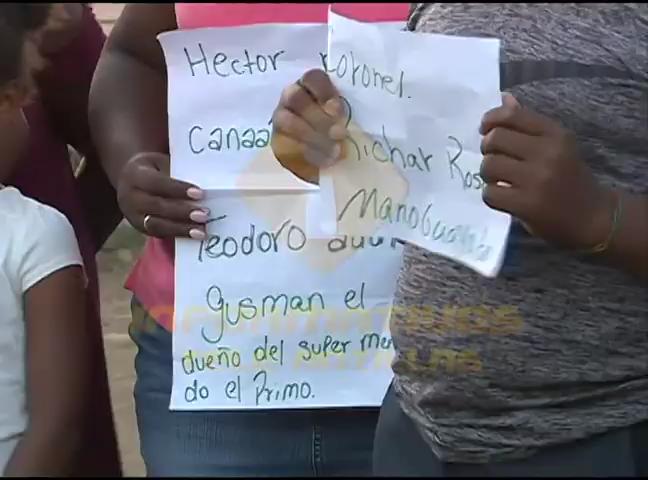 Hector Coronel.
Canaa Richar Ros
Manoguayabo
Teodoro
gusman el
dueño del super mer
do el Primo.